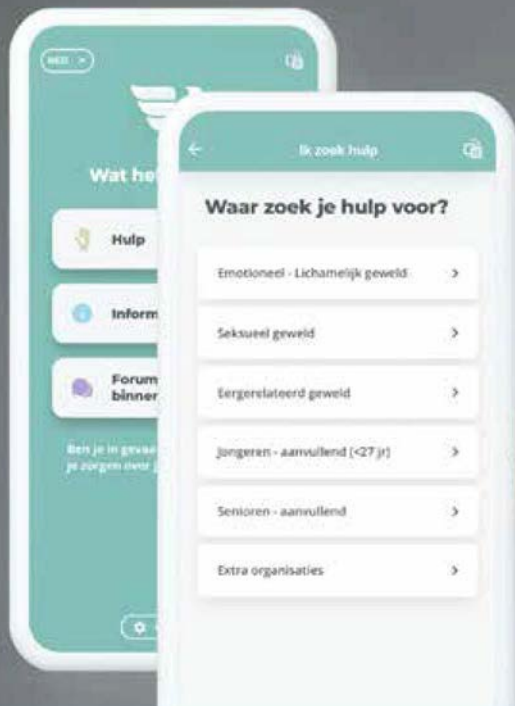 NED
Wat he
Hulp
Inform
Forum
binner
Ben je in gevaar
je zorgen over
Ik zoek hulp
Waar zoek je hulp voor?
Emotioneel - Lichamelijk geweld
Seksueel geweld
Eergerelateerd geweld
Jongeren - aanvullend (<27 jr)
Senioren - aanvullend
Extra organisaties